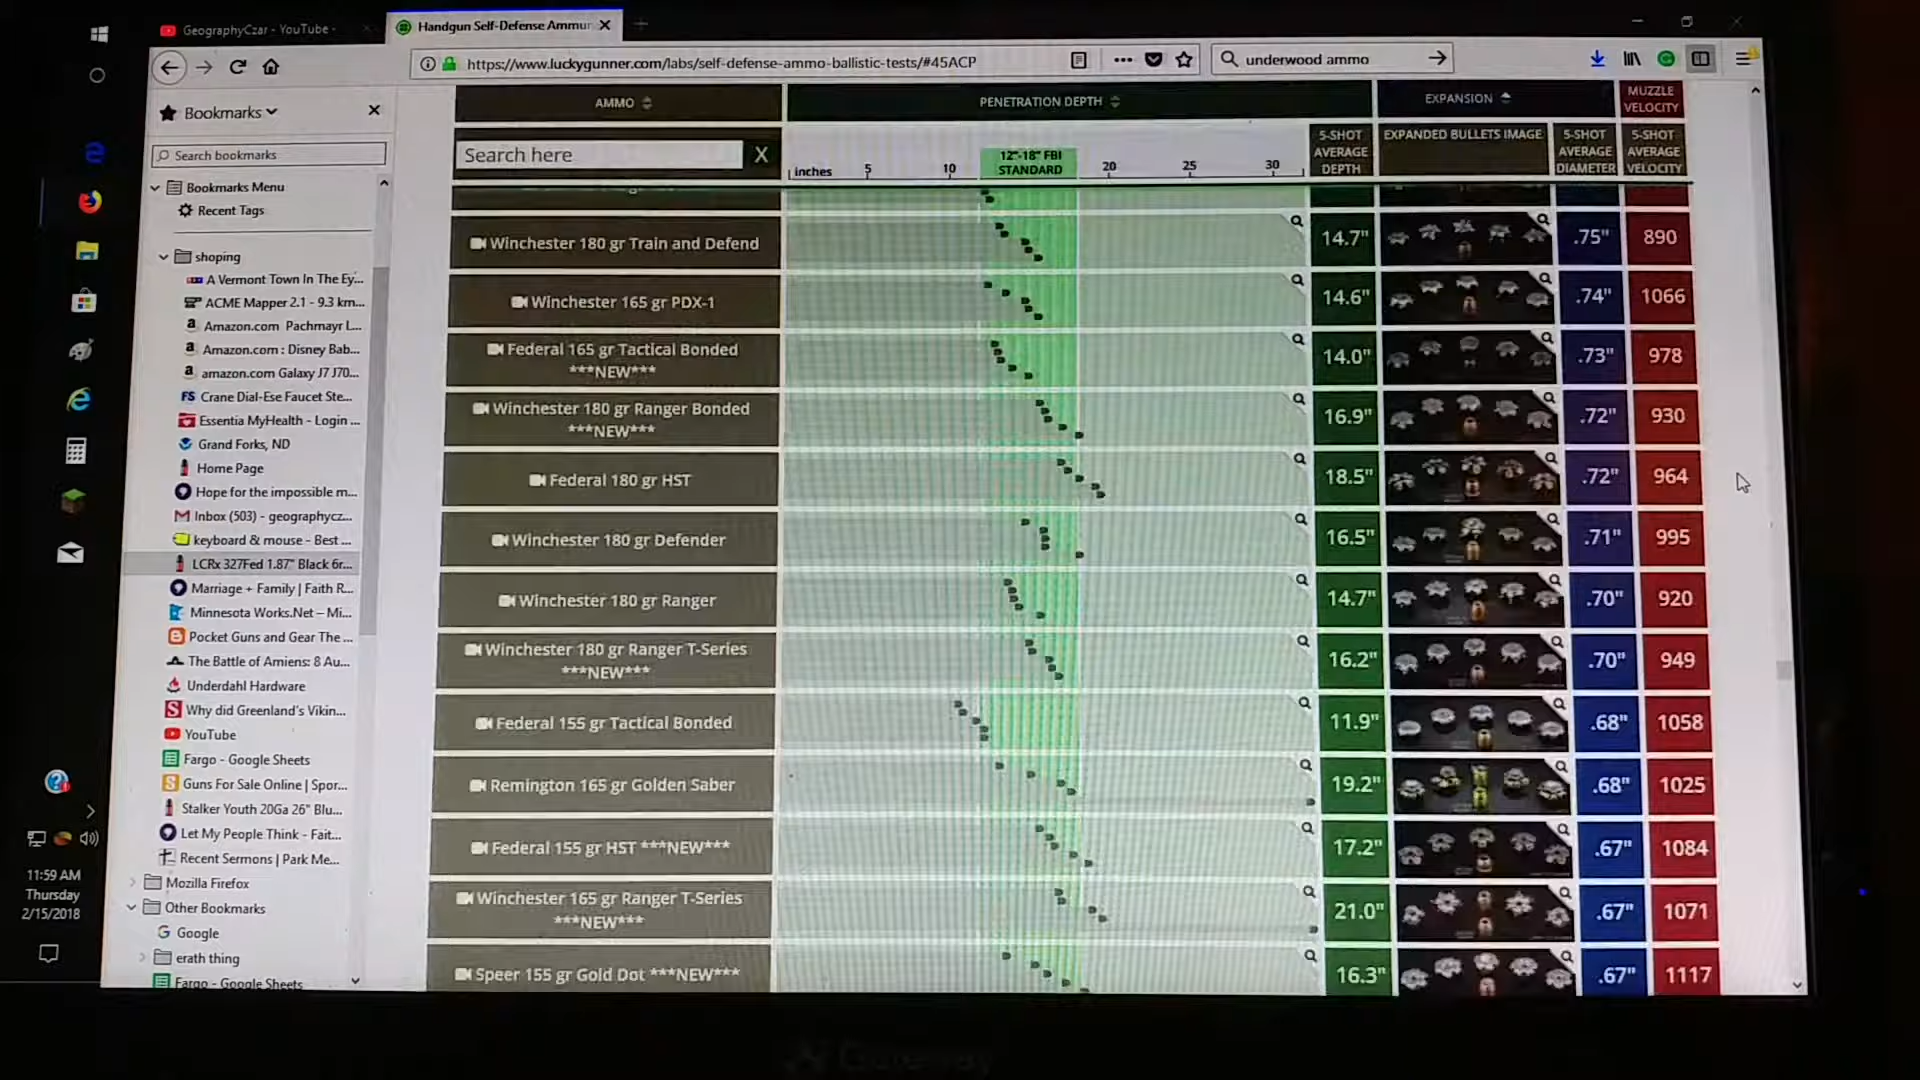 GeographyCzar - YouTube -
Handgun Self-Defense Ammu
https://www.luckygunner.com/labs/self-defense-ammo-ballistic-tests/#45ACP
underwood ammo
Bookmarks
Search bookmarks
Bookmarks Menu
Recent Tags
shoping
A Vermont Town In The Ey...
ACME Mapper 2.1 - 9.3 km...
Amazon.com Pachmayr L...
Amazon.com : Disney Bab...
amazon.com Galaxy J7 J70...
Crane Dial-Ese Faucet Ste...
Essentia MyHealth - Login ...
Grand Forks, ND
Home Page
Hope for the impossible m...
Inbox (503) - geographycz...
keyboard & mouse - Best ...
LCRx 327Fed 1.87" Black 6r...
Marriage + Family | Faith R...
Minnesota Works.Net – Mi...
Pocket Guns and Gear The ...
The Battle of Amiens: 8 Au...
Underdahl Hardware
Why did Greenland's Vikin...
YouTube
Fargo - Google Sheets
Guns For Sale Online | Spor...
Stalker Youth 20Ga 26" Blu...
Let My People Think - Fait...
Recent Sermons | Park Me...
Mozilla Firefox
Other Bookmarks
Google
erath thing
Fargo - Google Sheets
11:59 AM
Thursday
2/15/2018
AMMO
PENETRATION DEPTH
EXPANSION
MUZZLE
VELOCITY
Search here X
inches 5 10 12"-18" FBI STANDARD 20 25 30
5-SHOT AVERAGE DEPTH
EXPANDED BULLETS IMAGE
5-SHOT AVERAGE DIAMETER
5-SHOT AVERAGE VELOCITY
Winchester 180 gr Train and Defend 14.7" .75" 890
Winchester 165 gr PDX-1 14.6" .74" 1066
Federal 165 gr Tactical Bonded
***NEW*** 14.0" .73" 978
Winchester 180 gr Ranger Bonded
***NEW*** 16.9" .72" 930
Federal 180 gr HST 18.5" .72" 964
Winchester 180 gr Defender 16.5" .71" 995
Winchester 180 gr Ranger 14.7" .70" 920
Winchester 180 gr Ranger T-Series
***NEW*** 16.2" .70" 949
Federal 155 gr Tactical Bonded 11.9" .68" 1058
Remington 165 gr Golden Saber 19.2" .68" 1025
Federal 155 gr HST ***NEW*** 17.2" .67" 1084
Winchester 165 gr Ranger T-Series
***NEW*** 21.0" .67" 1071
Speer 155 gr Gold Dot ***NEW*** 16.3" .67" 1117
Gateway